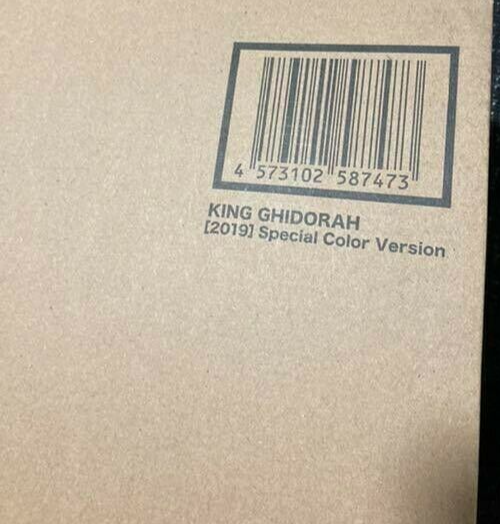 4 573102 587473
KING GHIDORAH
[2019] Special Color Version